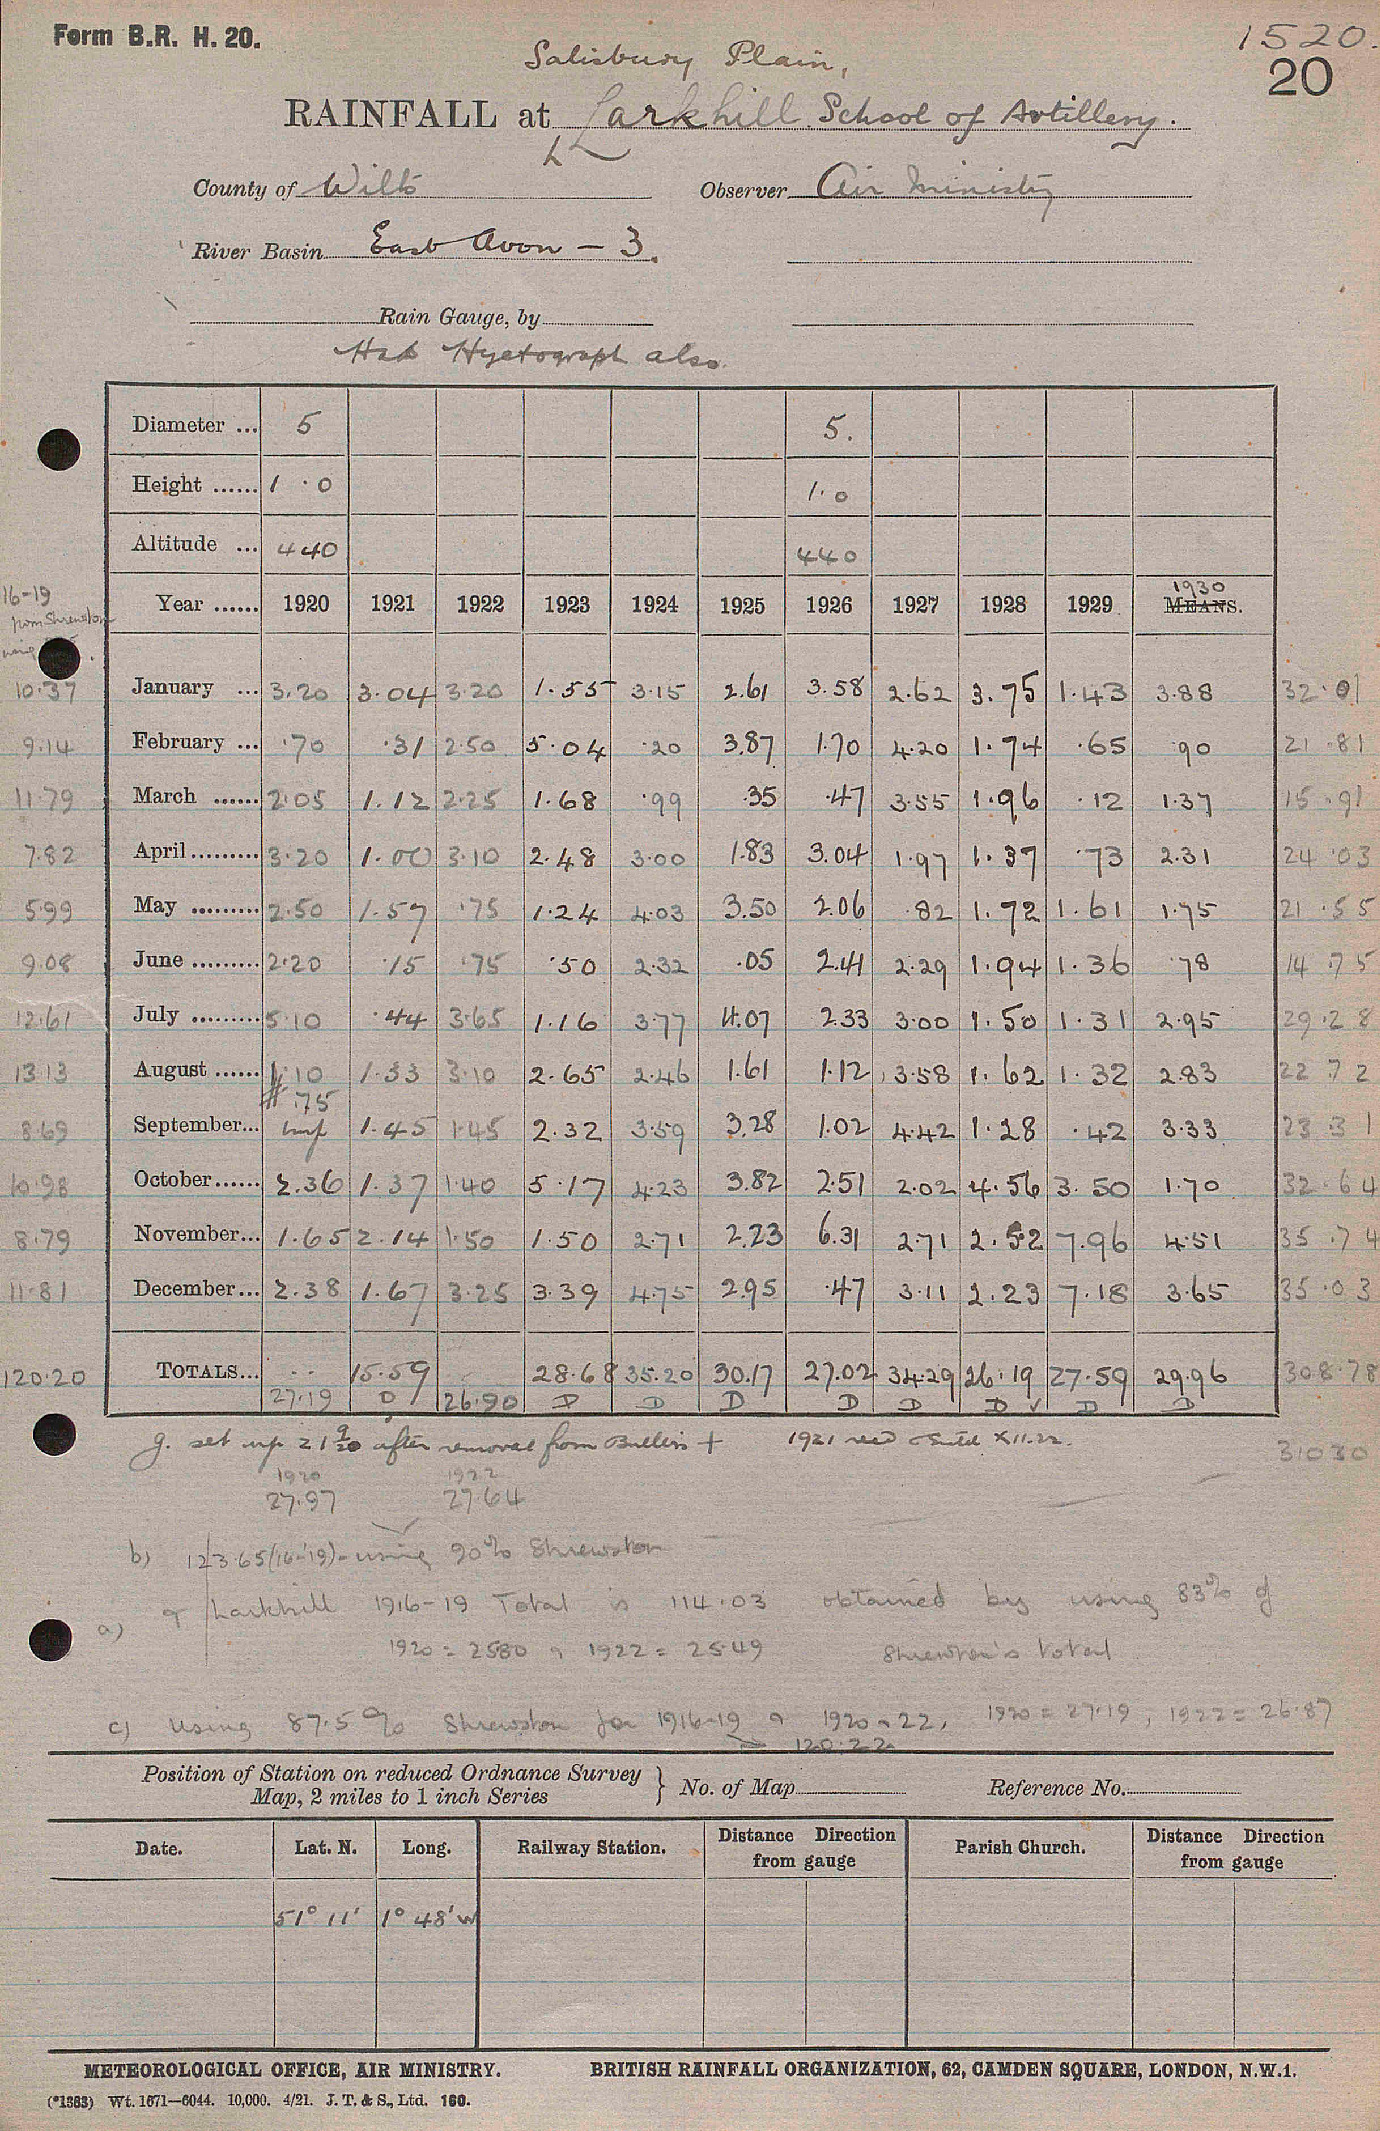 Form B.R. H. 20.
1520.
20
Salisbury Plain,
RAINFALL at Larkhill School of Artillery.
County of Wilts Observer Air Ministry
River Basin East Avon — 3.
Rain Gauge, by
Has Hyetograph also.
Diameter ... 5 5.
Height ...... 1 . 0 1. 0
Altitude ... 440 440
16-19 Year ...... 1920 1921 1922 1923 1924 1925 1926 1927 1928 1929 1930 MEANS.
from Shrewton
using
10.37 January ... 3.20 3.04 3.20 1.55 3.15 2.61 3.58 2.62 3.75 1.43 3.88 32.01
9.14 February ... .70 .31 2.50 5.04 .20 3.87 1.70 4.20 1.74 .65 .90 21.81
11.79 March ...... 2.05 1.12 2.25 1.68 .99 .35 .47 3.55 1.96 .12 1.37 15.91
7.82 April ......... 3.20 1.00 3.10 2.48 3.00 1.83 3.04 1.97 1.37 .73 2.31 24.03
5.99 May ......... 2.50 1.57 .75 1.24 4.03 3.50 2.06 .82 1.72 1.61 1.75 21.55
9.08 June ......... 2.20 .15 .75 .50 2.32 .05 2.41 2.29 1.94 1.36 .78 14.75
12.61 July ......... 5.10 .44 3.65 1.16 3.77 4.07 2.33 3.00 1.50 1.31 2.95 29.28
13.13 August ...... 1.10 1.33 3.10 2.65 2.46 1.61 1.12 3.58 1.62 1.32 2.83 22.72
.75
8.69 September... 1.45 1.45 2.32 3.59 3.28 1.02 4.42 1.28 .42 3.33 23.31
10.98 October...... 2.36 1.37 1.40 5.17 4.23 3.82 2.51 2.02 4.56 3.50 1.70 32.64
8.79 November... 1.65 2.14 1.50 1.50 2.71 2.23 6.31 2.71 2.52 7.96 4.51 35.74
11.81 December... 2.38 1.67 3.25 3.39 4.75 2.95 .47 3.11 2.23 7.18 3.65 35.03
120.20 TOTALS... .. 15.59 28.68 35.20 30.17 27.02 34.29 26.19 27.59 29.96 308.78
27.19 D 26.90 D D D D D D ✓ D D
g. set up 21 9/20 after removal from Butlers + 1921 recd XII.22.
310 30
1920 1922
27.97 27.64
b) 123.65 (16-19) - using 90% Shrewton
a) Larkhill 1916-19 Total is 114.03 obtained by using 83% of
1920 = 2580 1922 = 25.49 Shrewton's total
c) Using 87.5% Shrewton for 1916-19 & 1920 & 22, 1920 = 27.19, 1922 = 26.87
120.22
Position of Station on reduced Ordnance Survey } No. of Map Reference No.
Map, 2 miles to 1 inch Series
Date. Lat. N. Long. Railway Station. Distance Direction from gauge Parish Church. Distance Direction from gauge
51° 11' 1° 48' W
METEOROLOGICAL OFFICE, AIR MINISTRY. BRITISH RAINFALL ORGANIZATION, 62, CAMDEN SQUARE, LONDON, N.W.1.
(*1383) Wt. 1671—6044. 10,000. 4/21. J. T. & S., Ltd. 160.